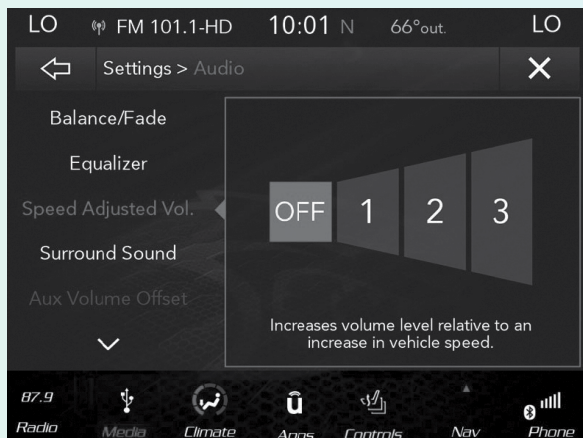 LO FM 101.1-HD 10:01 N 66°out. LO
Settings > Audio
Balance/Fade
Equalizer
Speed Adjusted Vol.
Surround Sound
Aux Volume Offset
OFF 1 2 3
Increases volume level relative to an
increase in vehicle speed.
87.9
Radio Media Climate Apps Controls Nav Phone